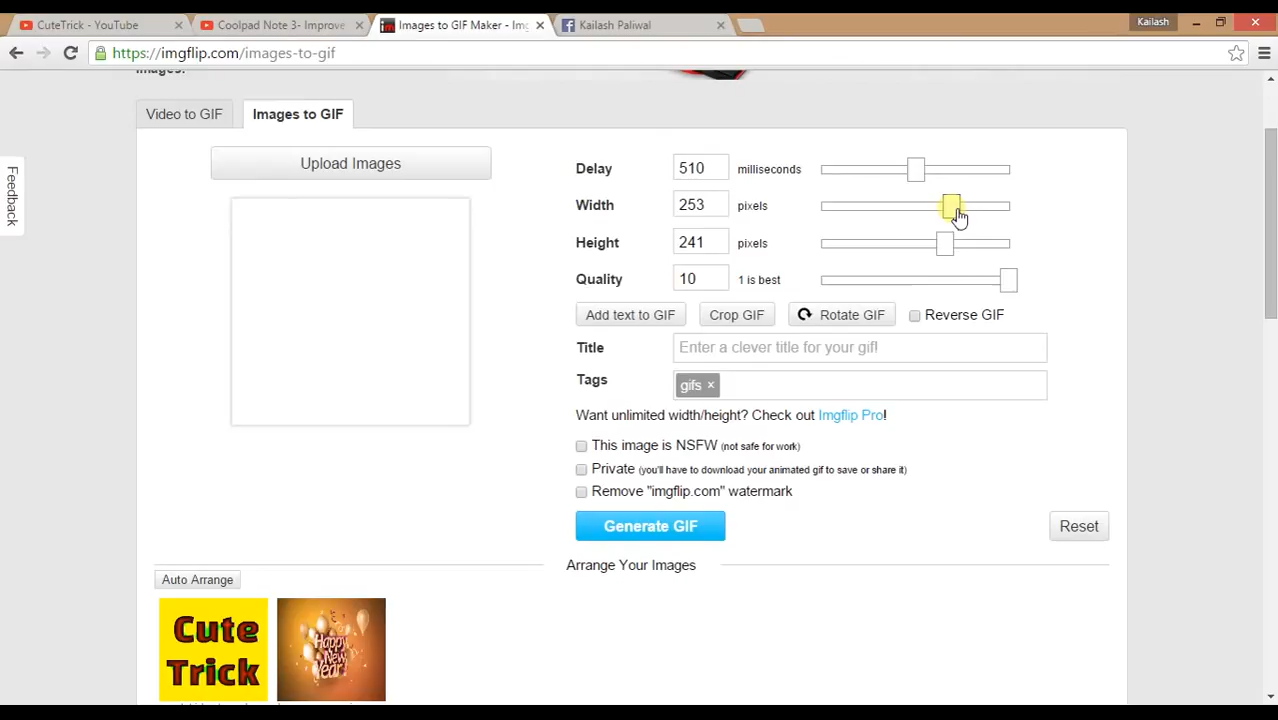 CuteTrick - YouTube
Coolpad Note 3- Improve
Images to GIF Maker - Img
Kailash Paliwal
Kailash
https://imgflip.com/images-to-gif
images.
Video to GIF
Images to GIF
Feedback
Upload Images
Delay 510 milliseconds
Width 253 pixels
Height 241 pixels
Quality 10 1 is best
Add text to GIF Crop GIF Rotate GIF Reverse GIF
Title Enter a clever title for your gif!
Tags gifs ×
Want unlimited width/height? Check out Imgflip Pro!
This image is NSFW (not safe for work)
Private (you'll have to download your animated gif to save or share it)
Remove "imgflip.com" watermark
Generate GIF
Reset
Arrange Your Images
Auto Arrange
Cute
Trick
Happy
New
Year!